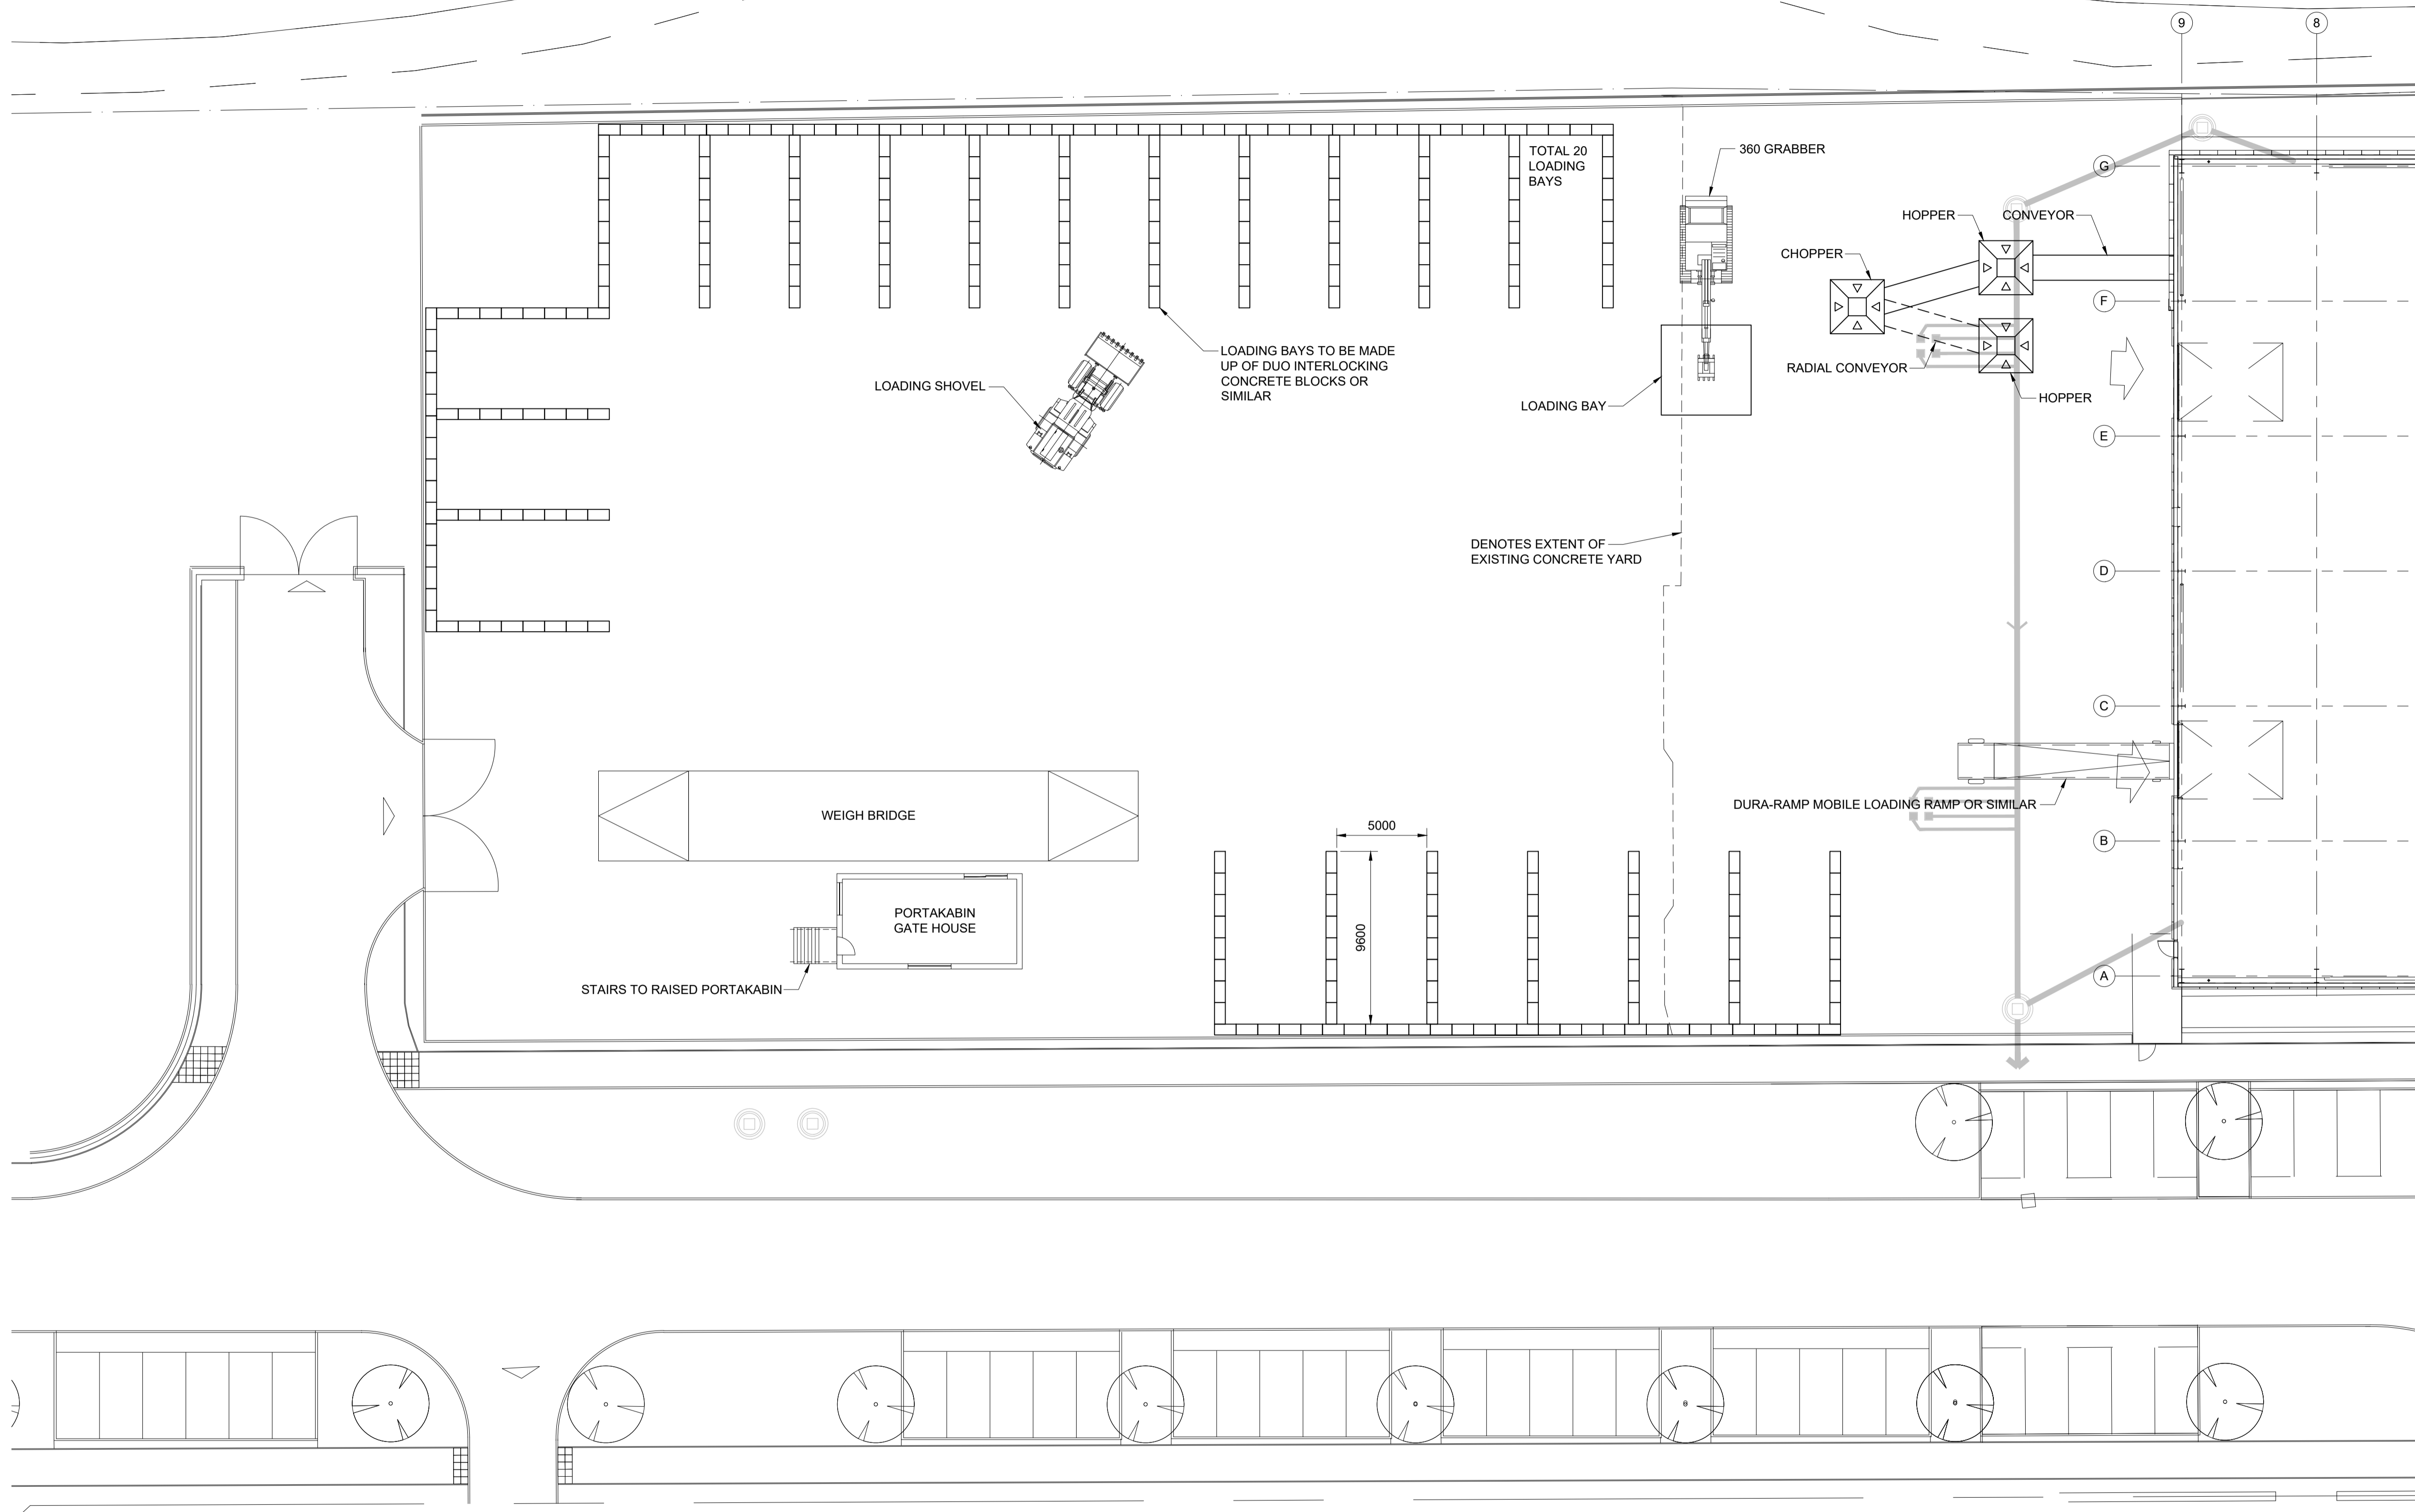 9
8
TOTAL 20
LOADING
BAYS
360 GRABBER
G
HOPPER
CONVEYOR
CHOPPER
F
LOADING BAYS TO BE MADE
UP OF DUO INTERLOCKING
CONCRETE BLOCKS OR
SIMILAR
LOADING SHOVEL
RADIAL CONVEYOR
HOPPER
LOADING BAY
E
DENOTES EXTENT OF
EXISTING CONCRETE YARD
D
C
DURA-RAMP MOBILE LOADING RAMP OR SIMILAR
WEIGH BRIDGE
5000
B
PORTAKABIN
GATE HOUSE
9600
A
STAIRS TO RAISED PORTAKABIN